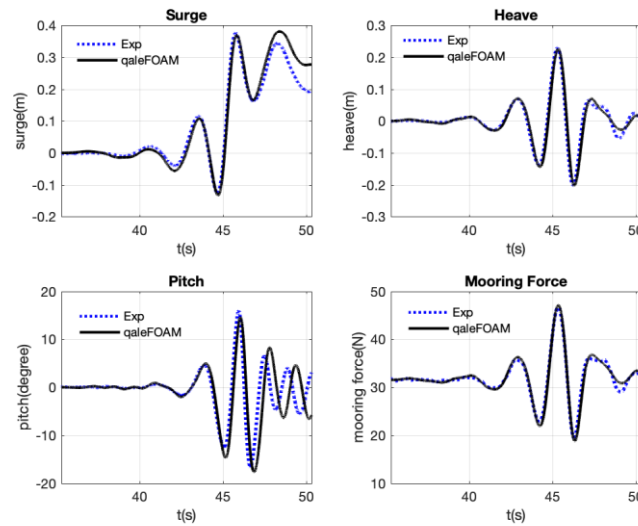 Surge
0.4
0.3
0.2
0.1
0
-0.1
-0.2
surge(m)
Exp
qaleFOAM
40
45
50
t(s)
Heave
0.3
0.2
0.1
0
-0.1
-0.2
-0.3
heave(m)
Exp
qaleFOAM
40
45
50
t(s)
Pitch
20
10
0
-10
-20
pitch(degree)
Exp
qaleFOAM
40
45
50
t(s)
Mooring Force
50
40
30
20
10
mooring force(N)
Exp
qaleFOAM
40
45
50
t(s)